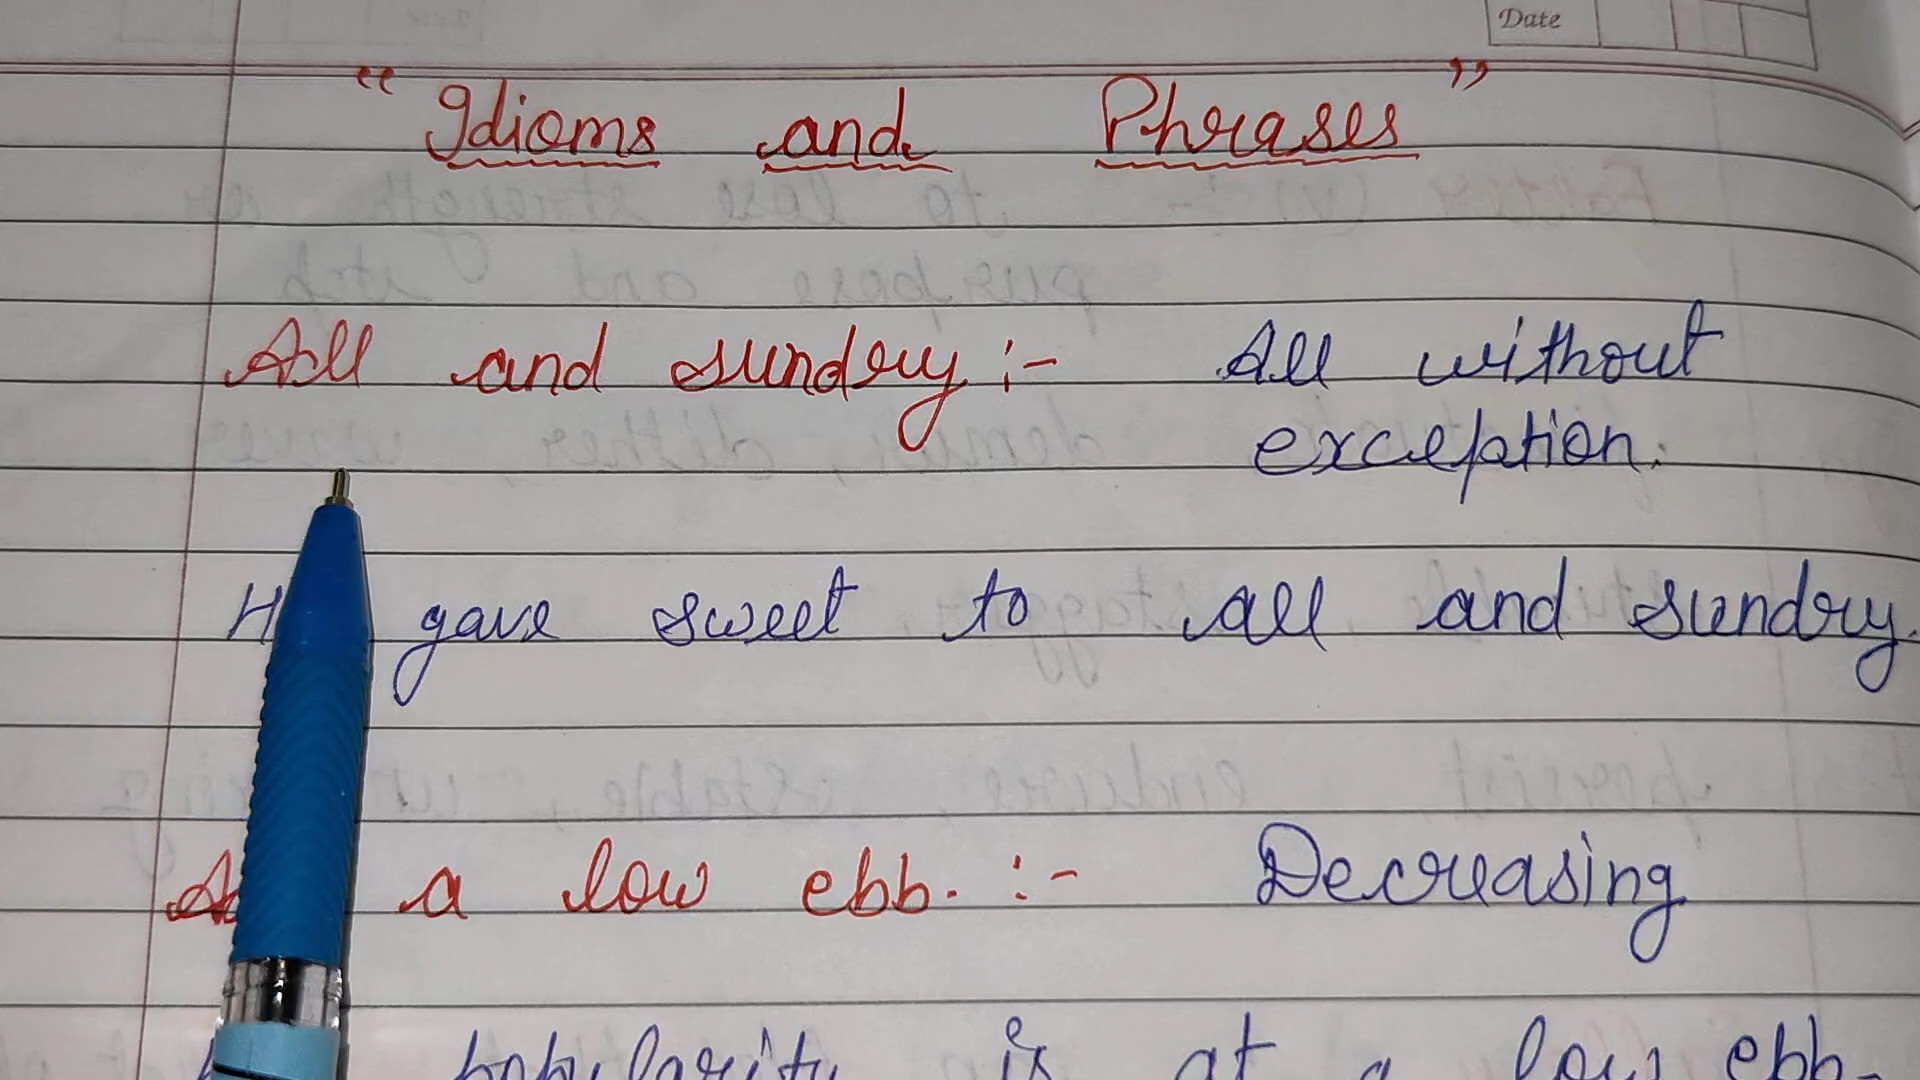 Date
"Idioms and Phrases"
All and sundry :- All without
exception.
gave sweet to all and sundry.
a low ebb. :- Decreasing
popularity is at a low ebb.